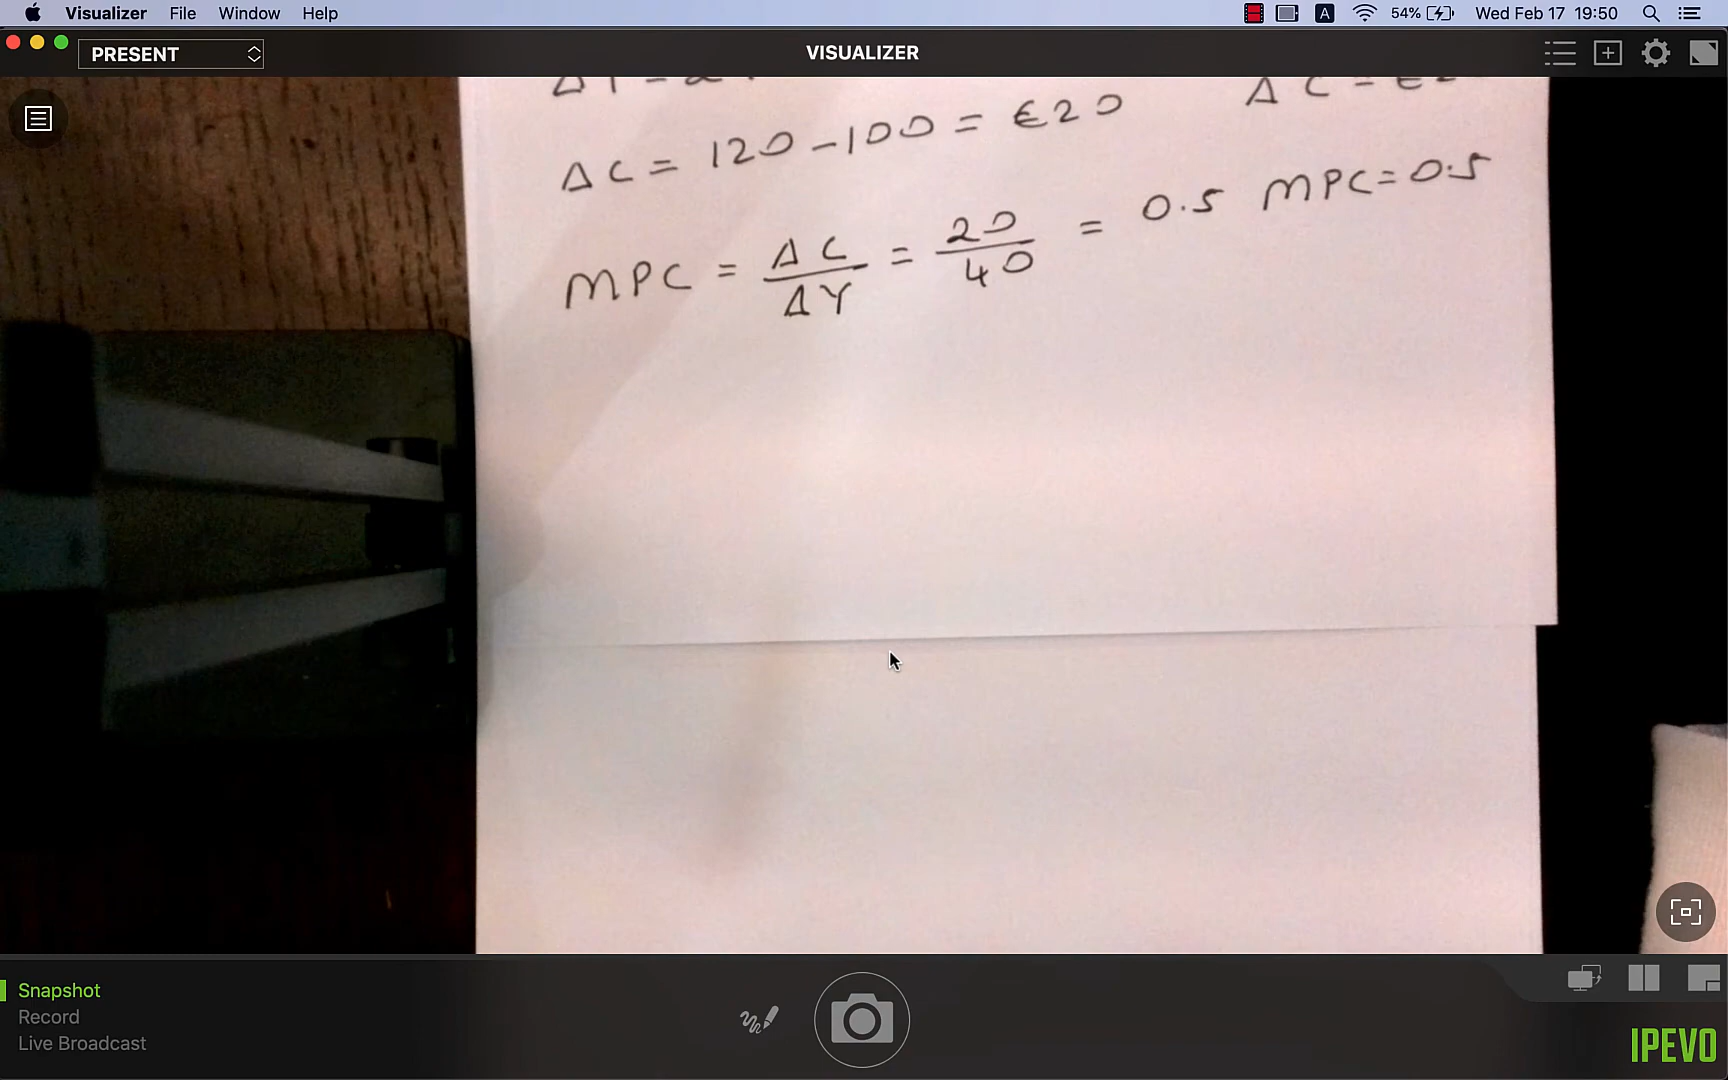 Visualizer File Window Help A 54% Wed Feb 17 19:50
PRESENT VISUALIZER
ΔC = 120 - 100 = €20
MPC = ΔC/ΔY = 20/40 = 0.5 MPC = 0.5
Snapshot
Record
Live Broadcast
IPEVO